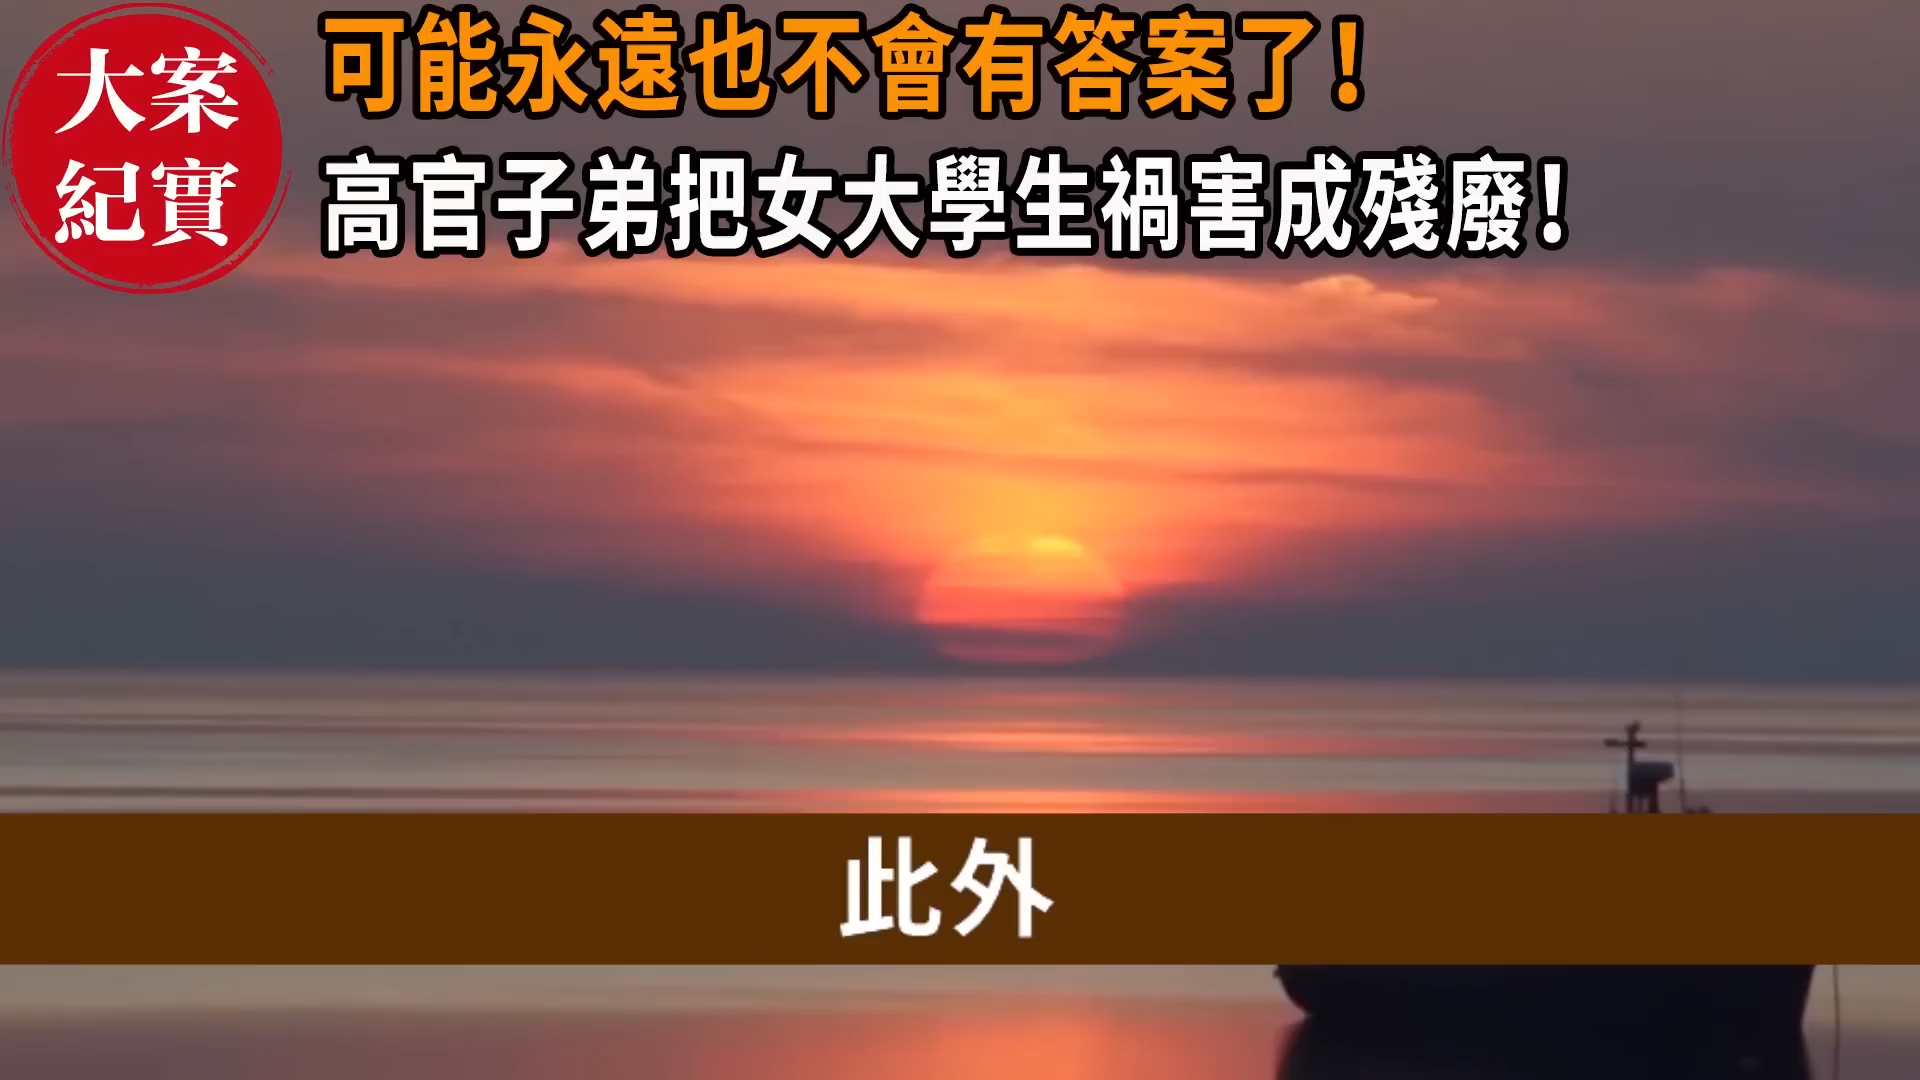 大案
紀實
可能永遠也不會有答案了！
高官子弟把女大學生禍害成殘廢！
此外